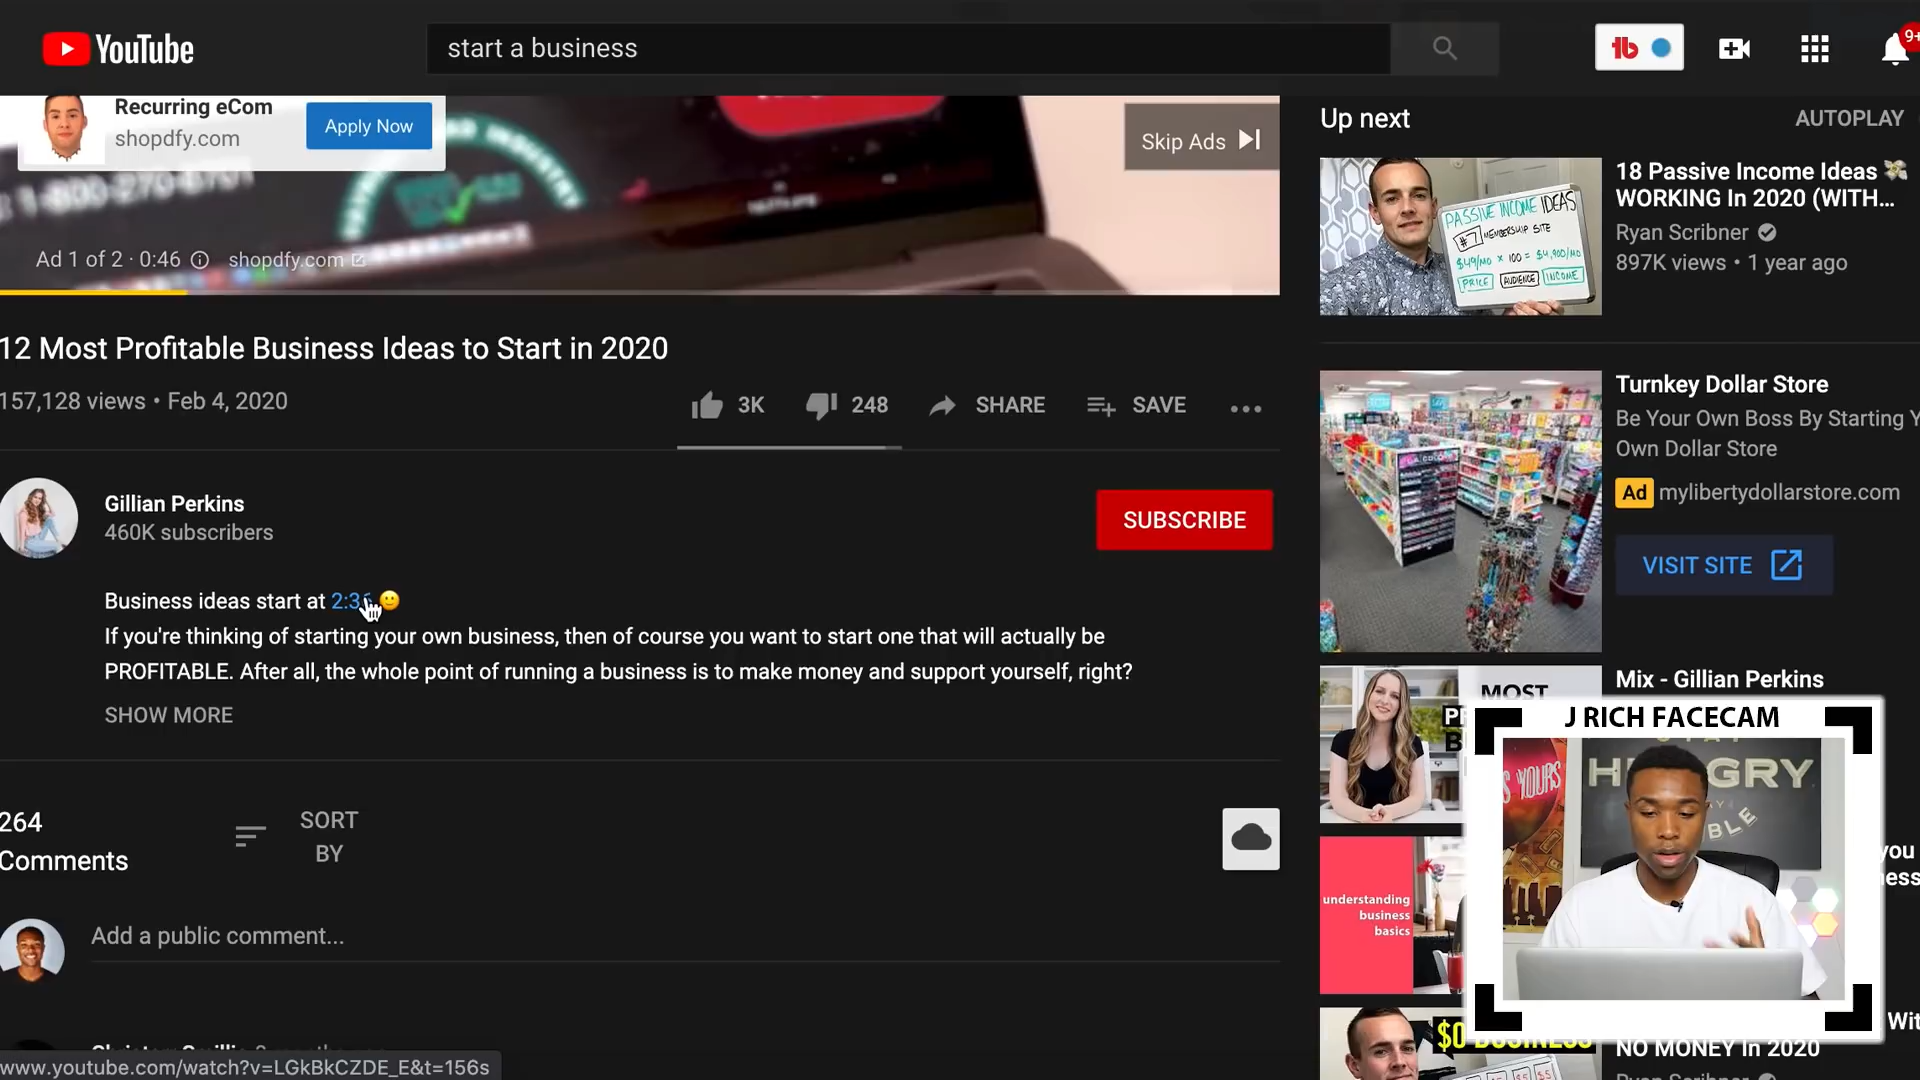 YouTube
start a business
9+
Recurring eCom
shopdfy.com
Apply Now
Skip Ads
Ad 1 of 2 · 0:46
shopdfy.com
12 Most Profitable Business Ideas to Start in 2020
157,128 views • Feb 4, 2020
3K
248
SHARE
SAVE
Gillian Perkins
460K subscribers
SUBSCRIBE
Business ideas start at
If you're thinking of starting your own business, then of course you want to start one that will actually be
PROFITABLE. After all, the whole point of running a business is to make money and support yourself, right?
SHOW MORE
264
Comments
SORT
BY
Add a public comment...
www.youtube.com/watch?v=LGkBkCZDE_E&t=156s
Up next
AUTOPLAY
PASSIVE INCOME IDEAS
#7 MEMBERSHIP SITE
$49/MO x 100 = $4,900/MO
PRICE AUDIENCE INCOME
18 Passive Income Ideas
WORKING In 2020 (WITH...
Ryan Scribner
897K views • 1 year ago
Turnkey Dollar Store
Be Your Own Boss By Starting Y
Own Dollar Store
Ad mylibertydollarstore.com
VISIT SITE
MOST
Mix - Gillian Perkins
understanding
business
basics
J RICH FACECAM
S YOURS
you
ness
$0 BUSINESS
Wit
NO MONEY In 2020
Ryan Scribner